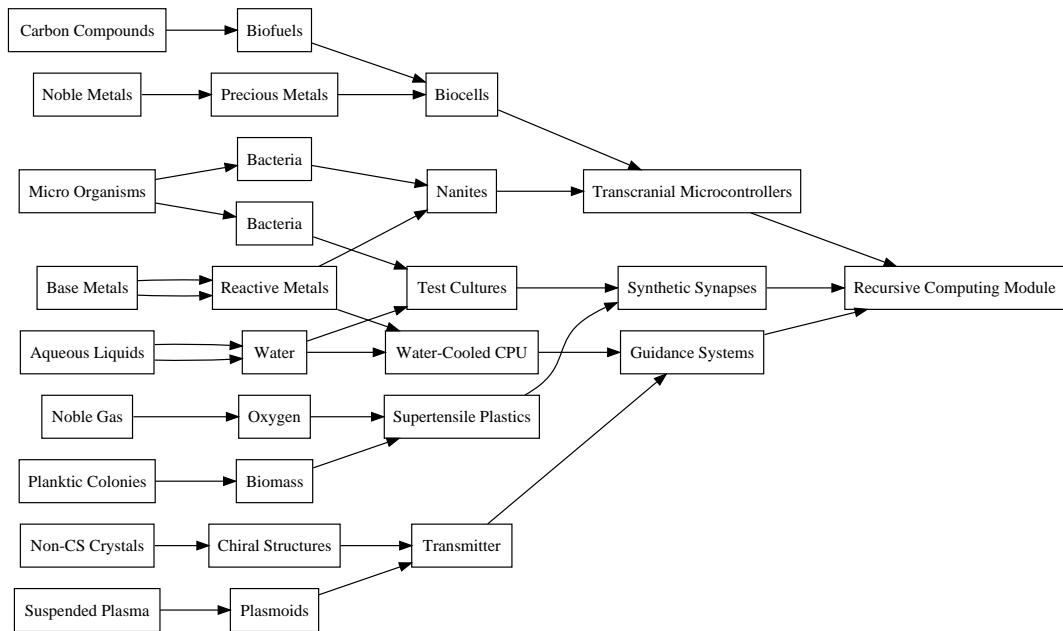 Carbon Compounds
Biofuels
Noble Metals
Precious Metals
Biocells
Bacteria
Micro Organisms
Nanites
Transcranial Microcontrollers
Bacteria
Base Metals
Reactive Metals
Test Cultures
Synthetic Synapses
Recursive Computing Module
Aqueous Liquids
Water
Water-Cooled CPU
Guidance Systems
Noble Gas
Oxygen
Supertensile Plastics
Planktic Colonies
Biomass
Non-CS Crystals
Chiral Structures
Transmitter
Suspended Plasma
Plasmoids